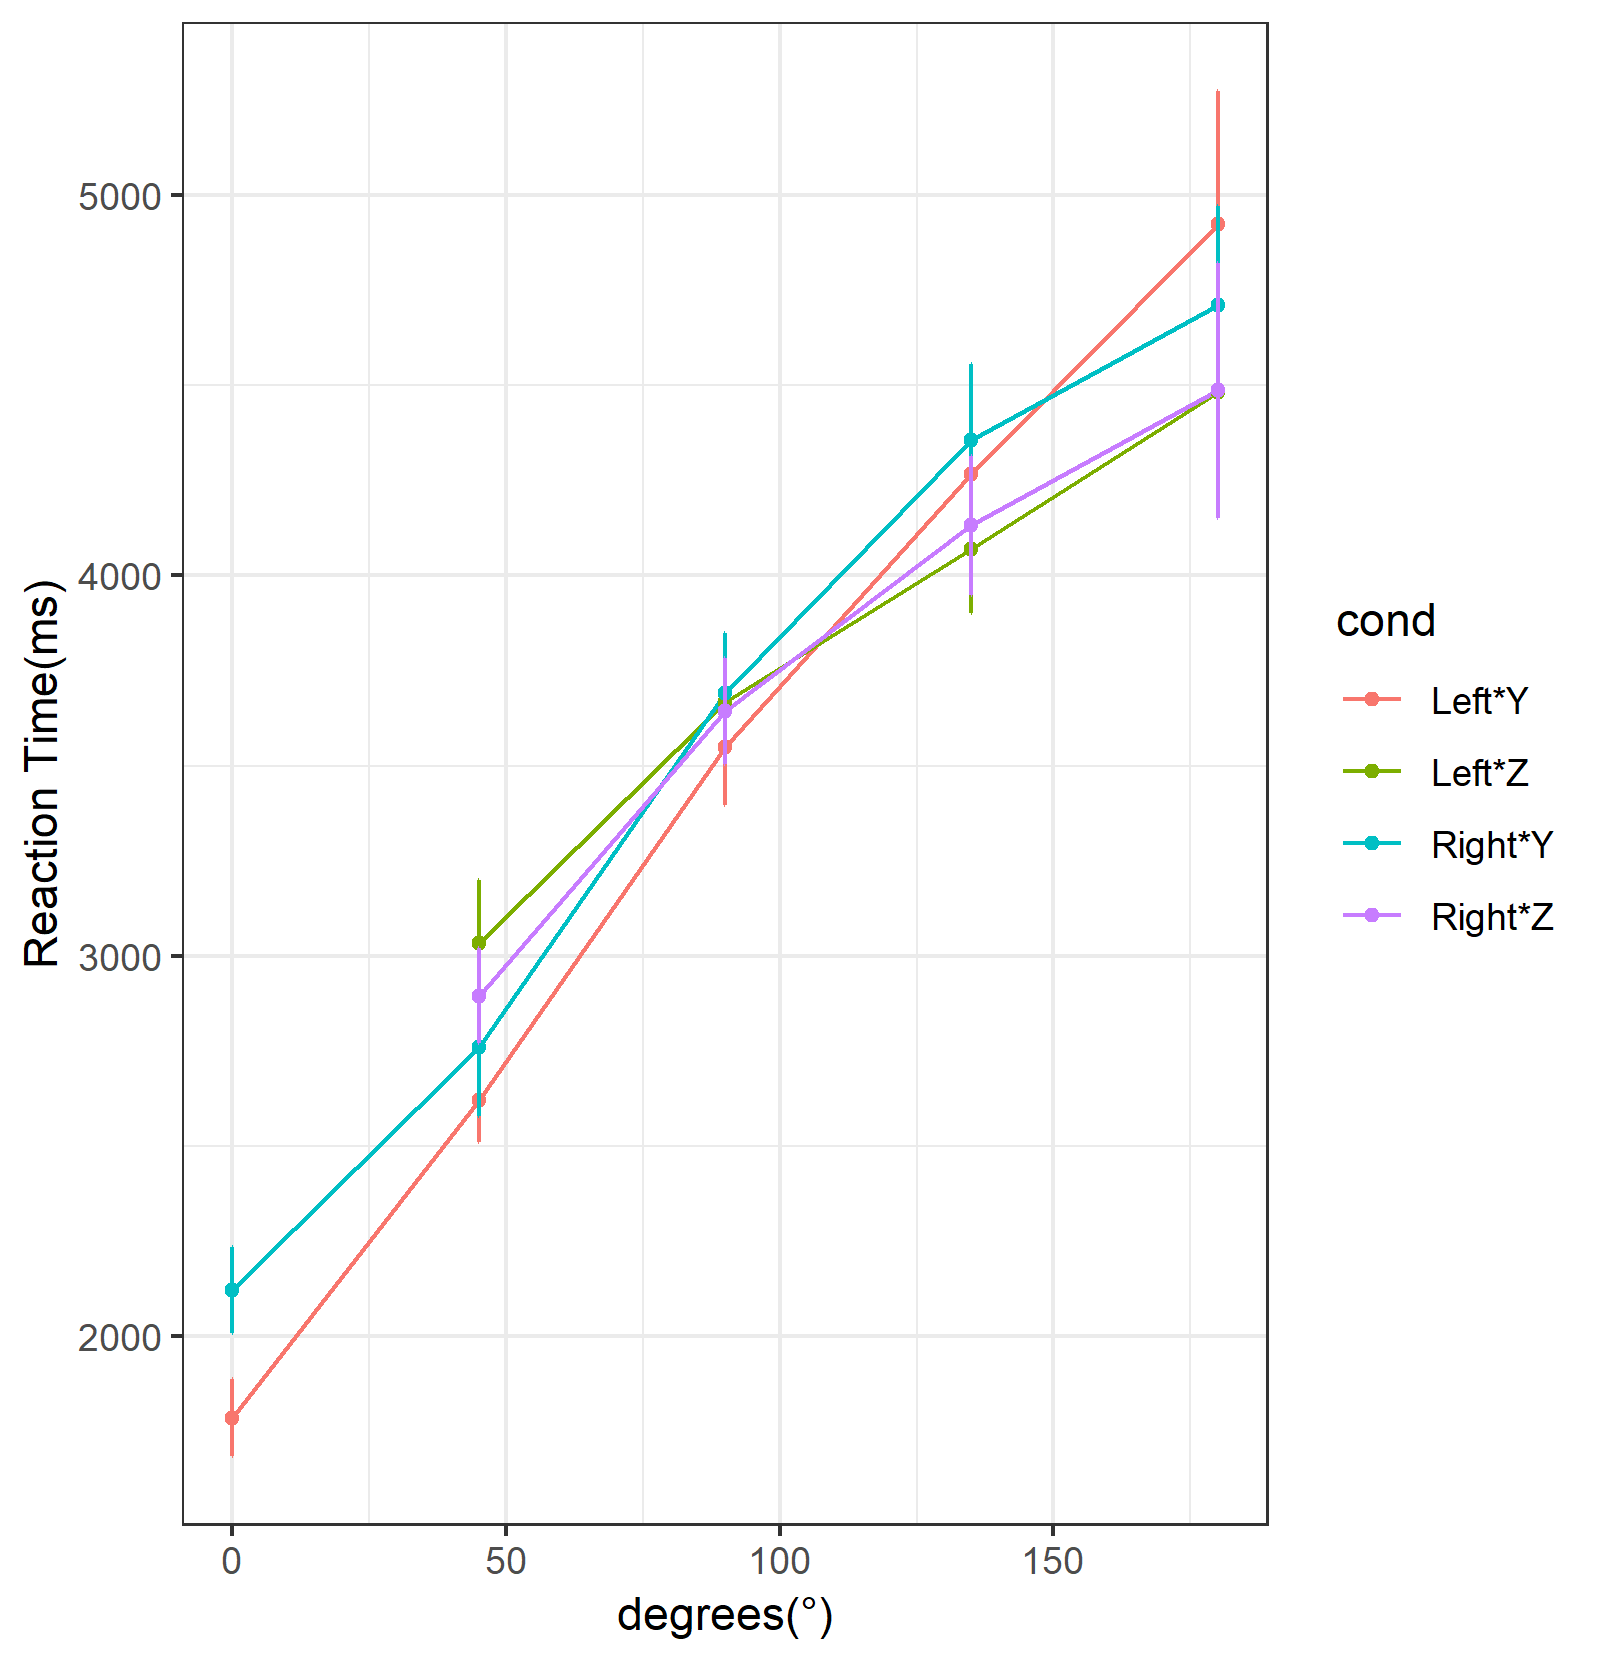 5000
4000
3000
2000
Reaction Time(ms)
0 50 100 150
degrees(°)
cond
Left*Y
Left*Z
Right*Y
Right*Z